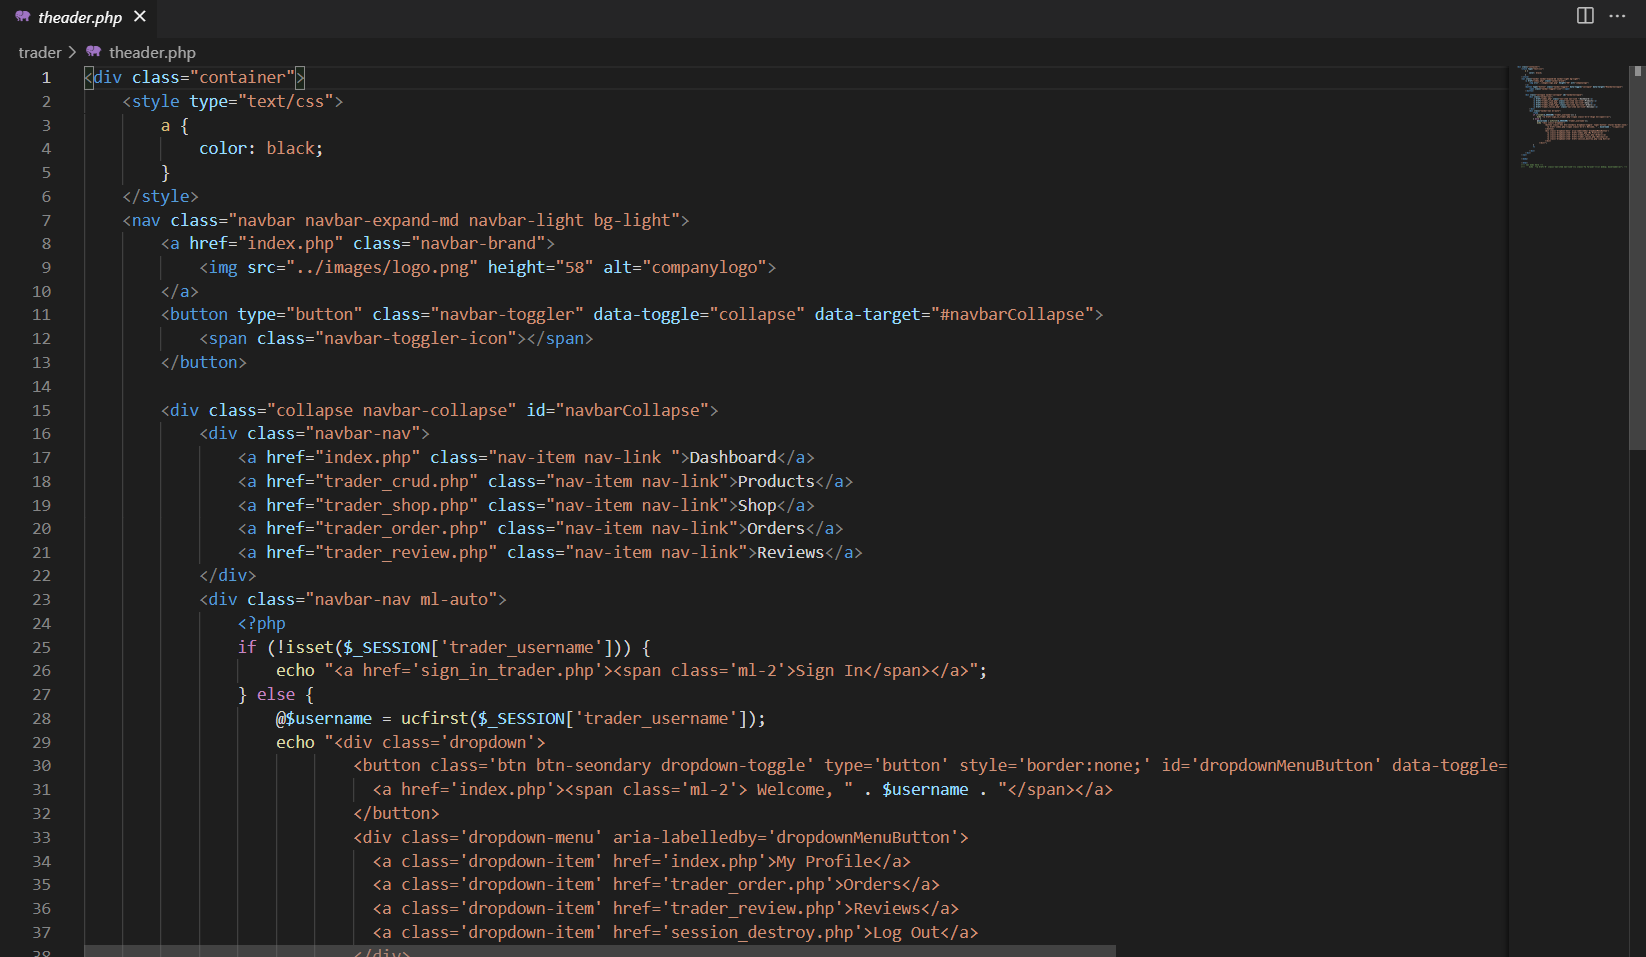 theader.php
trader > theader.php
1 <div class="container">
2 <style type="text/css">
3 a {
4 color: black;
5 }
6 </style>
7 <nav class="navbar navbar-expand-md navbar-light bg-light">
8 <a href="index.php" class="navbar-brand">
9 <img src="../images/logo.png" height="58" alt="companylogo">
10 </a>
11 <button type="button" class="navbar-toggler" data-toggle="collapse" data-target="#navbarCollapse">
12 <span class="navbar-toggler-icon"></span>
13 </button>
14
15 <div class="collapse navbar-collapse" id="navbarCollapse">
16 <div class="navbar-nav">
17 <a href="index.php" class="nav-item nav-link ">Dashboard</a>
18 <a href="trader_crud.php" class="nav-item nav-link">Products</a>
19 <a href="trader_shop.php" class="nav-item nav-link">Shop</a>
20 <a href="trader_order.php" class="nav-item nav-link">Orders</a>
21 <a href="trader_review.php" class="nav-item nav-link">Reviews</a>
22 </div>
23 <div class="navbar-nav ml-auto">
24 <?php
25 if (!isset($_SESSION['trader_username'])) {
26 echo "<a href='sign_in_trader.php'><span class='ml-2'>Sign In</span></a>";
27 } else {
28 @$username = ucfirst($_SESSION['trader_username']);
29 echo "<div class='dropdown'>
30 <button class='btn btn-seondary dropdown-toggle' type='button' style='border:none;' id='dropdownMenuButton' data-toggle=
31 <a href='index.php'><span class='ml-2'> Welcome, " . $username . "</span></a>
32 </button>
33 <div class='dropdown-menu' aria-labelledby='dropdownMenuButton'>
34 <a class='dropdown-item' href='index.php'>My Profile</a>
35 <a class='dropdown-item' href='trader_order.php'>Orders</a>
36 <a class='dropdown-item' href='trader_review.php'>Reviews</a>
37 <a class='dropdown-item' href='session_destroy.php'>Log Out</a>
38 </div>